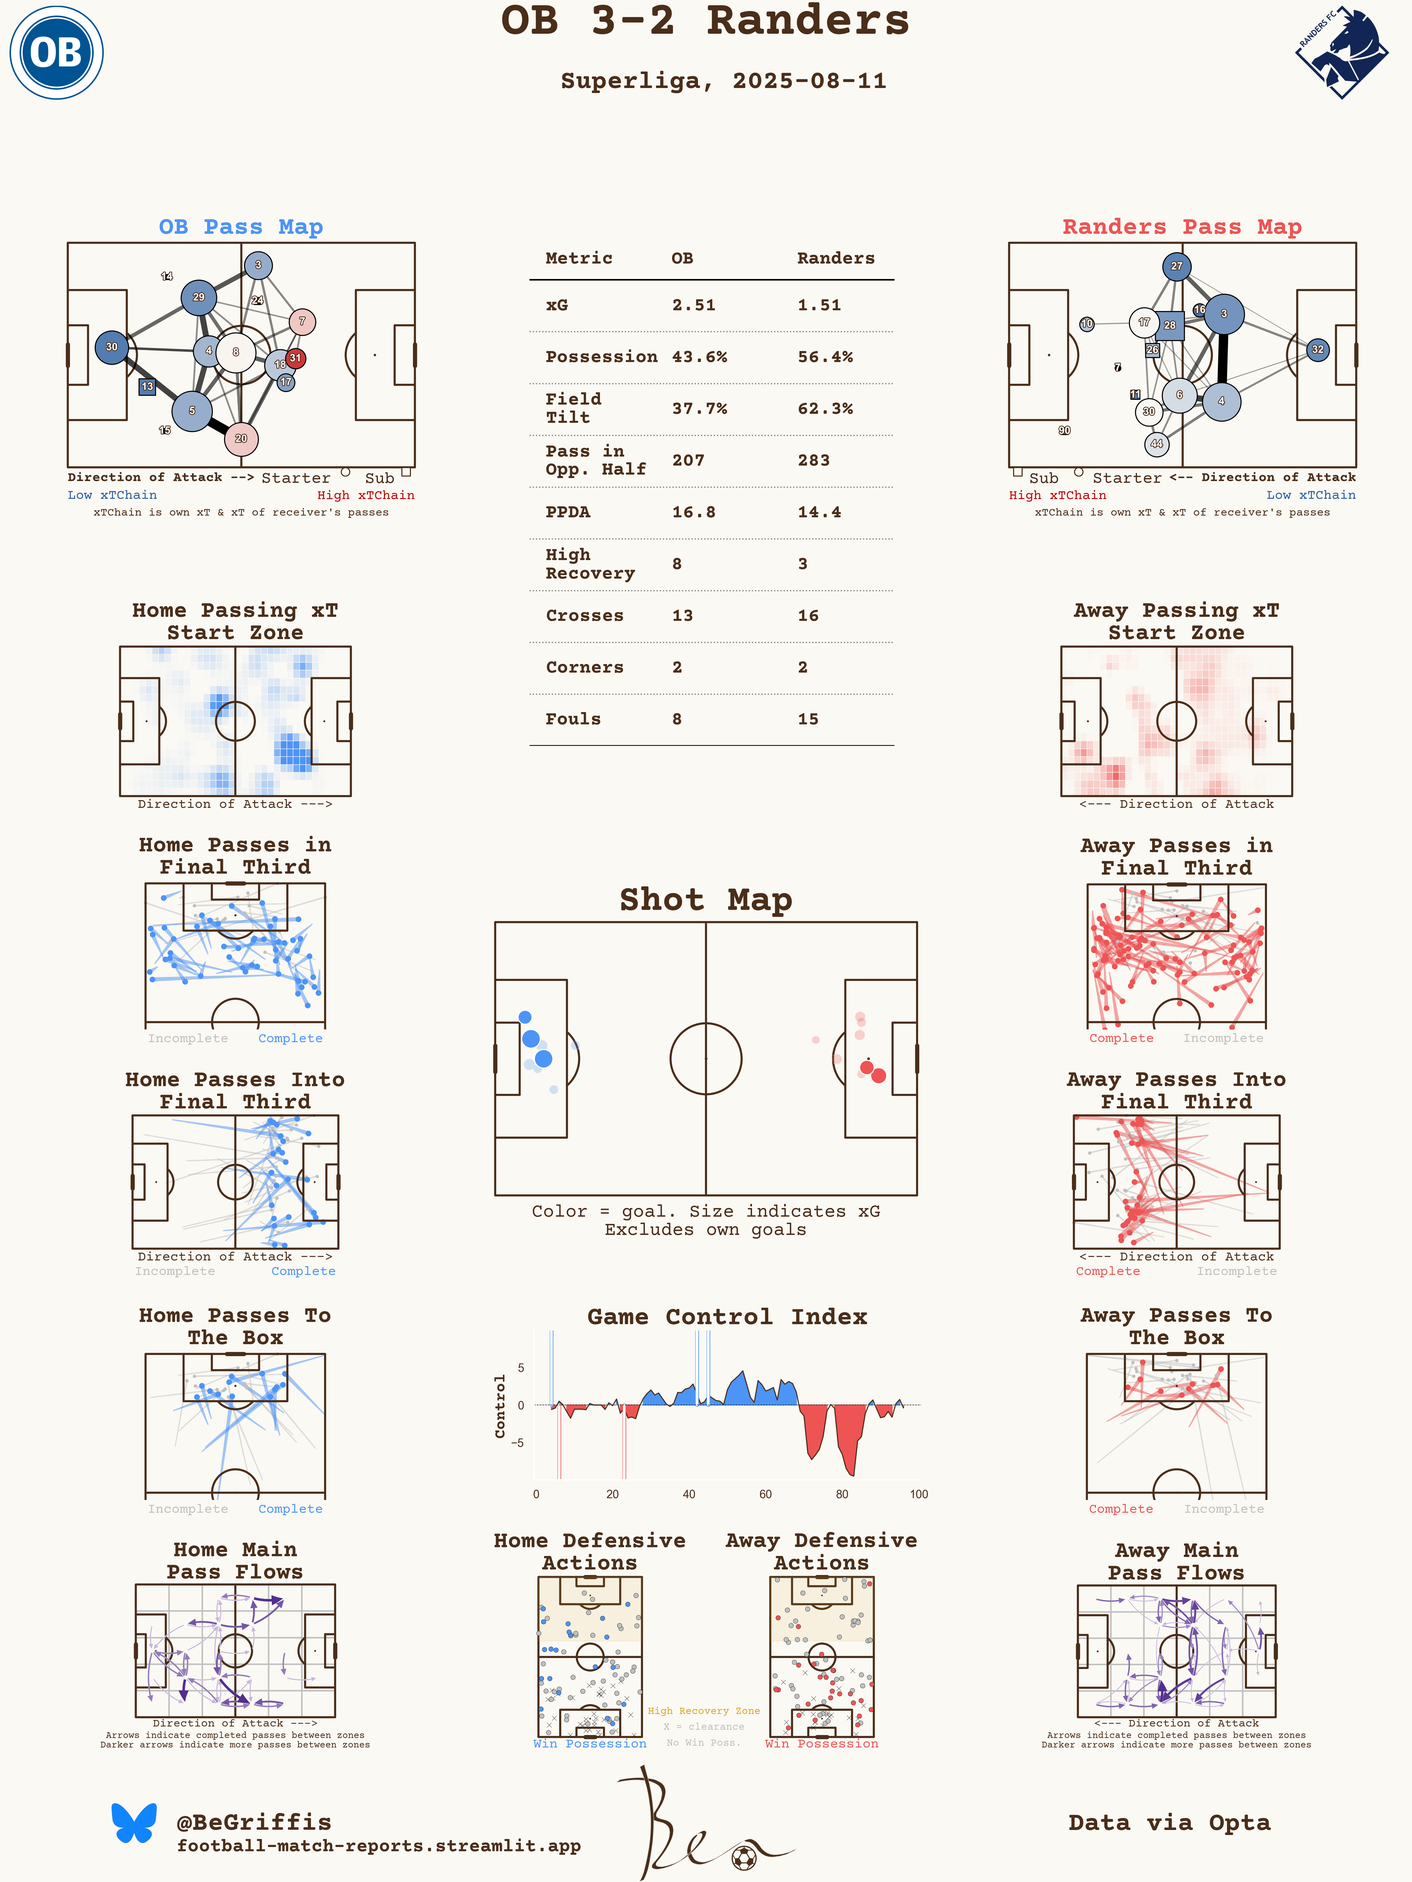 OB 3-2 Randers
Superliga, 2025-08-11
OB
RANDERS FC
OB Pass Map
14
3
29
24
7
30
4
8
18
31
17
13
5
15
20
Direction of Attack --> Starter Sub
Low xTChain High xTChain
xTChain is own xT & xT of receiver's passes
Metric OB Randers
xG 2.51 1.51
Possession 43.6% 56.4%
Field
Tilt 37.7% 62.3%
Pass in
Opp. Half 207 283
PPDA 16.8 14.4
High
Recovery 8 3
Crosses 13 16
Corners 2 2
Fouls 8 15
Randers Pass Map
27
10
17
28
16
3
26
32
7
11
6
4
30
90
44
Sub Starter <-- Direction of Attack
High xTChain Low xTChain
xTChain is own xT & xT of receiver's passes
Home Passing xT
Start Zone
Direction of Attack --->
Away Passing xT
Start Zone
<--- Direction of Attack
Home Passes in
Final Third
Incomplete Complete
Away Passes in
Final Third
Complete Incomplete
Shot Map
Color = goal. Size indicates xG
Excludes own goals
Home Passes Into
Final Third
Direction of Attack --->
Incomplete Complete
Away Passes Into
Final Third
<--- Direction of Attack
Complete Incomplete
Home Passes To
The Box
Incomplete Complete
Game Control Index
Control
5
0
−5
0 20 40 60 80 100
Away Passes To
The Box
Complete Incomplete
Home Main
Pass Flows
Direction of Attack --->
Arrows indicate completed passes between zones
Darker arrows indicate more passes between zones
Home Defensive
Actions
Win Possession
Away Defensive
Actions
Win Possession
High Recovery Zone
X = clearance
No Win Poss.
Away Main
Pass Flows
<--- Direction of Attack
Arrows indicate completed passes between zones
Darker arrows indicate more passes between zones
@BeGriffis
football-match-reports.streamlit.app
Ben
Data via Opta